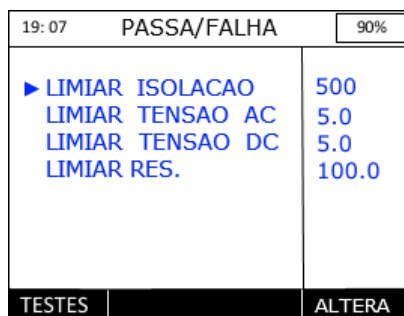 19:07 PASSA/FALHA 90%
▶ LIMIAR ISOLACAO 500
LIMIAR TENSAO AC 5.0
LIMIAR TENSAO DC 5.0
LIMIAR RES. 100.0
TESTES ALTERA